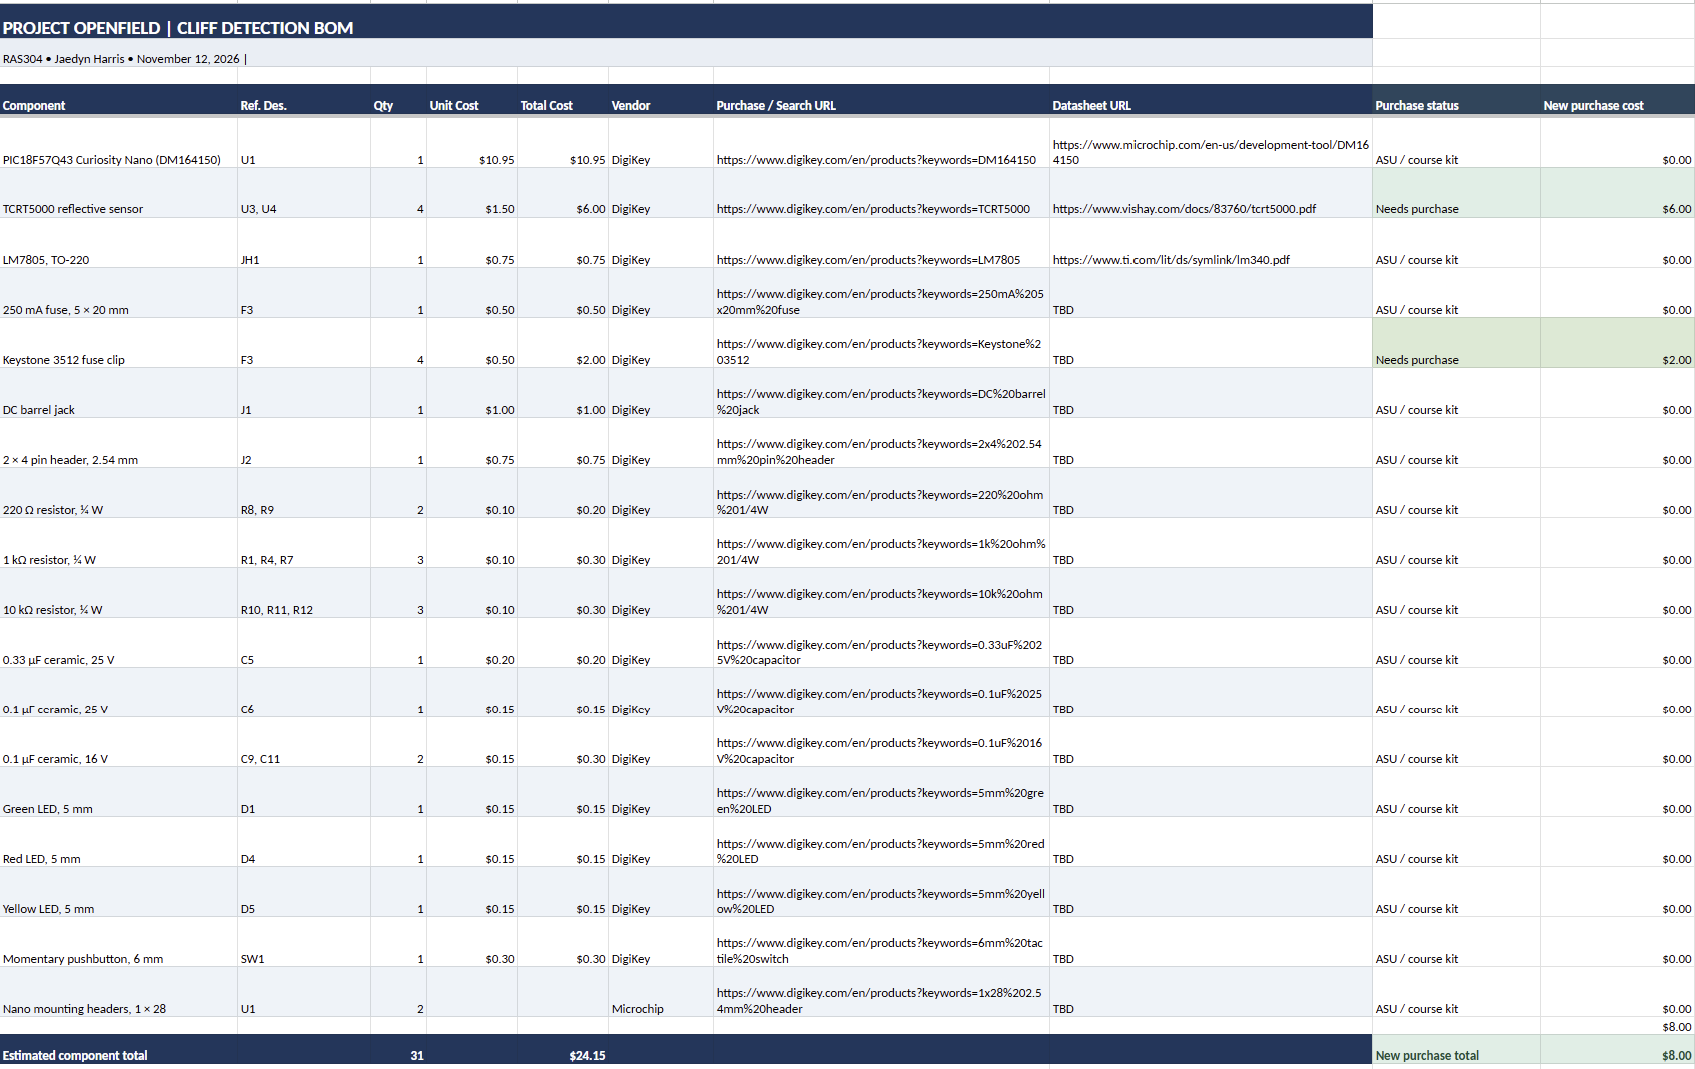 PROJECT OPENFIELD | CLIFF DETECTION BOM
RAS304 • Jaedyn Harris • November 12, 2026 |
Component Ref. Des. Qty Unit Cost Total Cost Vendor Purchase / Search URL Datasheet URL Purchase status New purchase cost
https://www.microchip.com/en-us/development-tool/DM16
PIC18F57Q43 Curiosity Nano (DM164150) U1 1 $10.95 $10.95 DigiKey https://www.digikey.com/en/products?keywords=DM164150 4150 ASU / course kit $0.00
TCRT5000 reflective sensor U3, U4 4 $1.50 $6.00 DigiKey https://www.digikey.com/en/products?keywords=TCRT5000 https://www.vishay.com/docs/83760/tcrt5000.pdf Needs purchase $6.00
LM7805, TO-220 JH1 1 $0.75 $0.75 DigiKey https://www.digikey.com/en/products?keywords=LM7805 https://www.ti.com/lit/ds/symlink/lm340.pdf ASU / course kit $0.00
https://www.digikey.com/en/products?keywords=250mA%205
250 mA fuse, 5 × 20 mm F3 1 $0.50 $0.50 DigiKey x20mm%20fuse TBD ASU / course kit $0.00
https://www.digikey.com/en/products?keywords=Keystone%2
Keystone 3512 fuse clip F3 4 $0.50 $2.00 DigiKey 03512 TBD Needs purchase $2.00
https://www.digikey.com/en/products?keywords=DC%20barrel
DC barrel jack J1 1 $1.00 $1.00 DigiKey %20jack TBD ASU / course kit $0.00
https://www.digikey.com/en/products?keywords=2x4%202.54
2 × 4 pin header, 2.54 mm J2 1 $0.75 $0.75 DigiKey mm%20pin%20header TBD ASU / course kit $0.00
https://www.digikey.com/en/products?keywords=220%20ohm
220 Ω resistor, ¼ W R8, R9 2 $0.10 $0.20 DigiKey %201/4W TBD ASU / course kit $0.00
https://www.digikey.com/en/products?keywords=1k%20ohm%
1 kΩ resistor, ¼ W R1, R4, R7 3 $0.10 $0.30 DigiKey 201/4W TBD ASU / course kit $0.00
https://www.digikey.com/en/products?keywords=10k%20ohm
10 kΩ resistor, ¼ W R10, R11, R12 3 $0.10 $0.30 DigiKey %201/4W TBD ASU / course kit $0.00
https://www.digikey.com/en/products?keywords=0.33uF%202
0.33 µF ceramic, 25 V C5 1 $0.20 $0.20 DigiKey 5V%20capacitor TBD ASU / course kit $0.00
https://www.digikey.com/en/products?keywords=0.1uF%2025
0.1 µF ceramic, 25 V C6 1 $0.15 $0.15 DigiKey V%20capacitor TBD ASU / course kit $0.00
https://www.digikey.com/en/products?keywords=0.1uF%2016
0.1 µF ceramic, 16 V C9, C11 2 $0.15 $0.30 DigiKey V%20capacitor TBD ASU / course kit $0.00
https://www.digikey.com/en/products?keywords=5mm%20gre
Green LED, 5 mm D1 1 $0.15 $0.15 DigiKey en%20LED TBD ASU / course kit $0.00
https://www.digikey.com/en/products?keywords=5mm%20red
Red LED, 5 mm D4 1 $0.15 $0.15 DigiKey %20LED TBD ASU / course kit $0.00
https://www.digikey.com/en/products?keywords=5mm%20yell
Yellow LED, 5 mm D5 1 $0.15 $0.15 DigiKey ow%20LED TBD ASU / course kit $0.00
https://www.digikey.com/en/products?keywords=6mm%20tac
Momentary pushbutton, 6 mm SW1 1 $0.30 $0.30 DigiKey tile%20switch TBD ASU / course kit $0.00
https://www.digikey.com/en/products?keywords=1x28%202.5
Nano mounting headers, 1 × 28 U1 2 Microchip 4mm%20header TBD ASU / course kit $0.00
$8.00
Estimated component total 31 $24.15 New purchase total $8.00